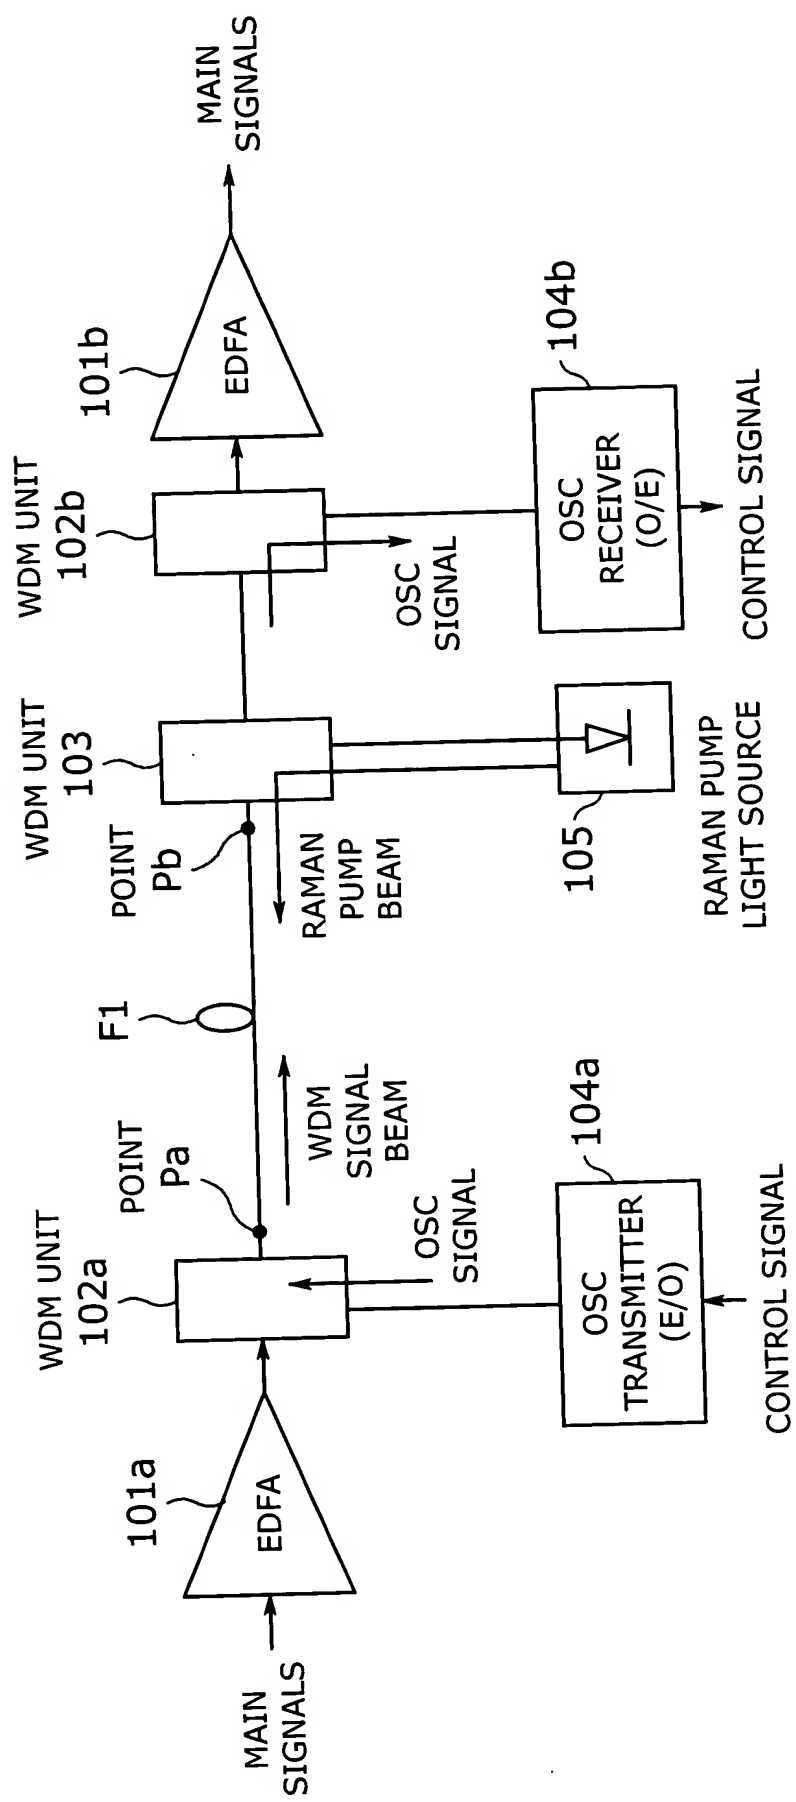 MAIN
SIGNALS
101a
EDFA
WDM UNIT
102a
POINT
Pa
OSC
SIGNAL
OSC
TRANSMITTER
(E/O)
104a
CONTROL SIGNAL
WDM
SIGNAL
BEAM
F1
POINT
Pb
RAMAN
PUMP
BEAM
WDM UNIT
103
105
RAMAN PUMP
LIGHT SOURCE
WDM UNIT
102b
OSC
SIGNAL
OSC
RECEIVER
(O/E)
104b
CONTROL SIGNAL
101b
EDFA
MAIN
SIGNALS